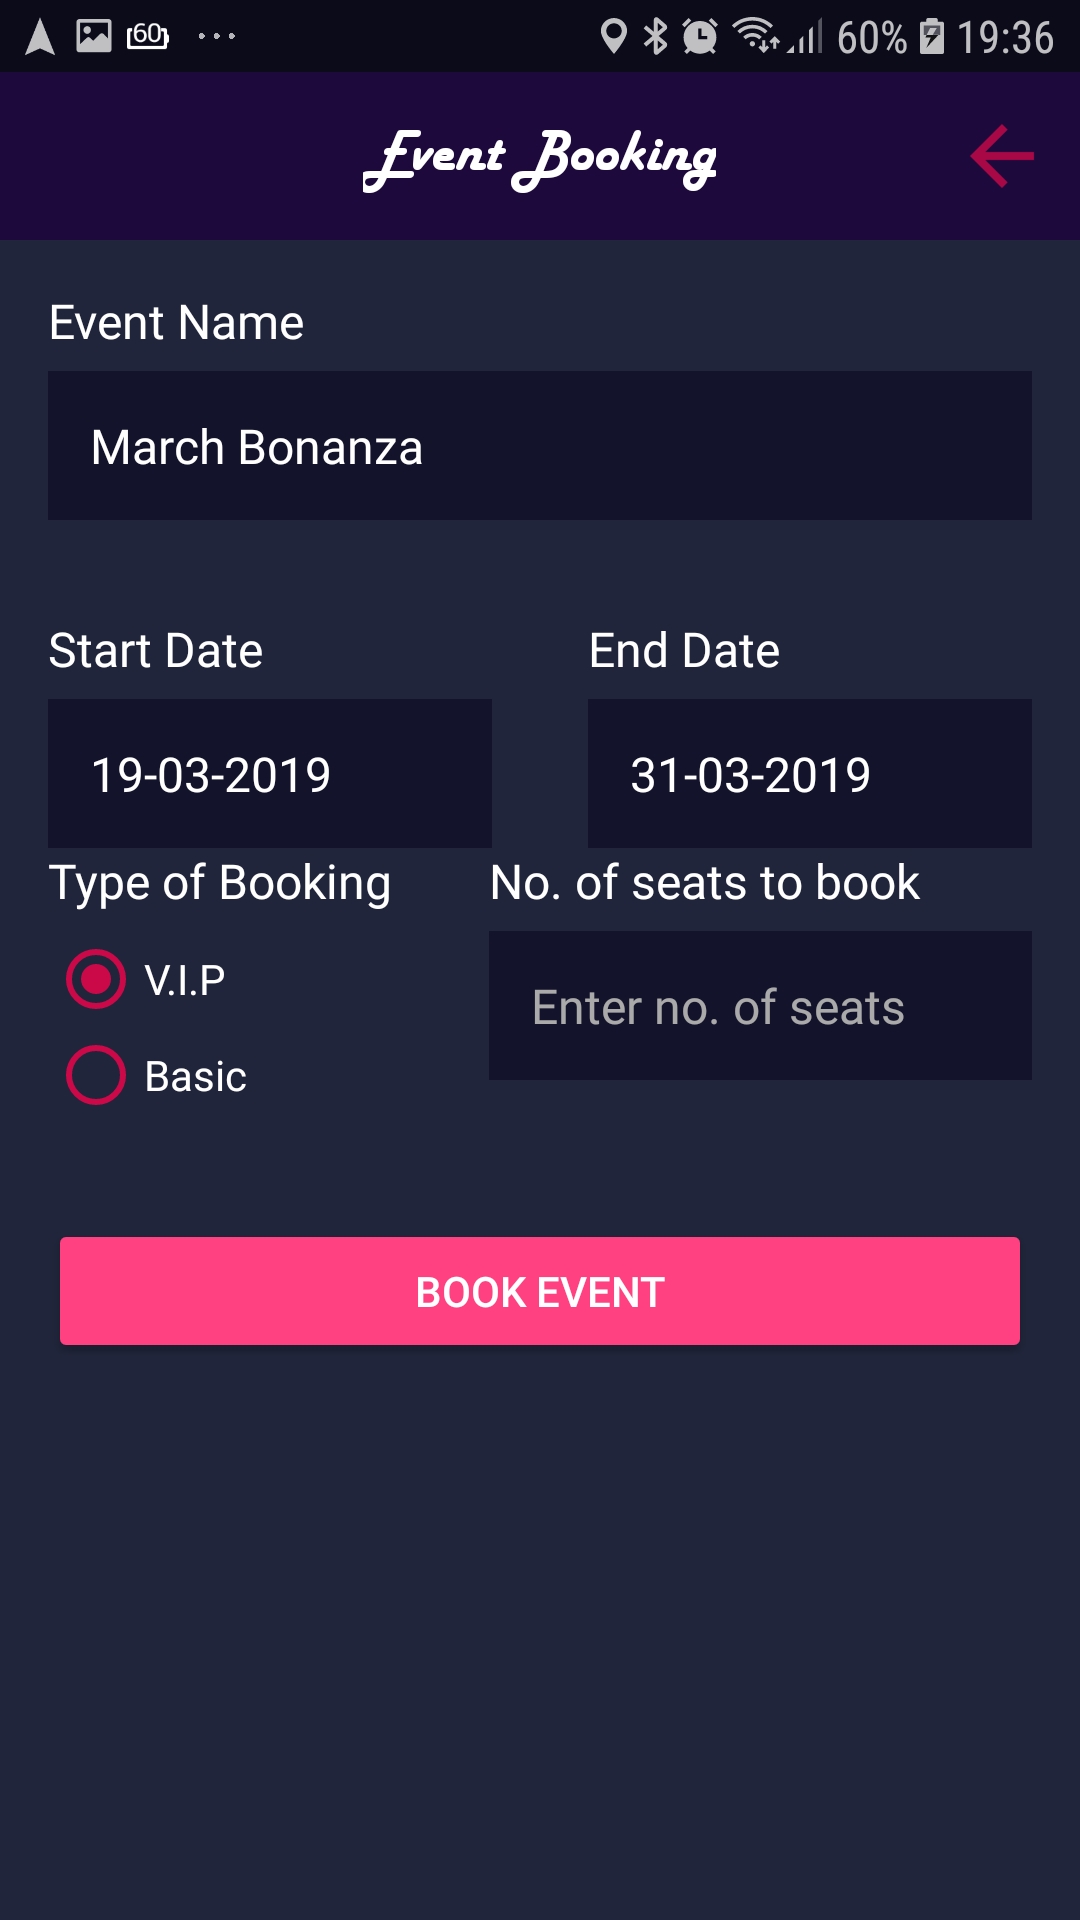 60 60% 19:36
Event Booking
Event Name
March Bonanza
Start Date End Date
19-03-2019 31-03-2019
Type of Booking No. of seats to book
V.I.P Enter no. of seats
Basic
BOOK EVENT